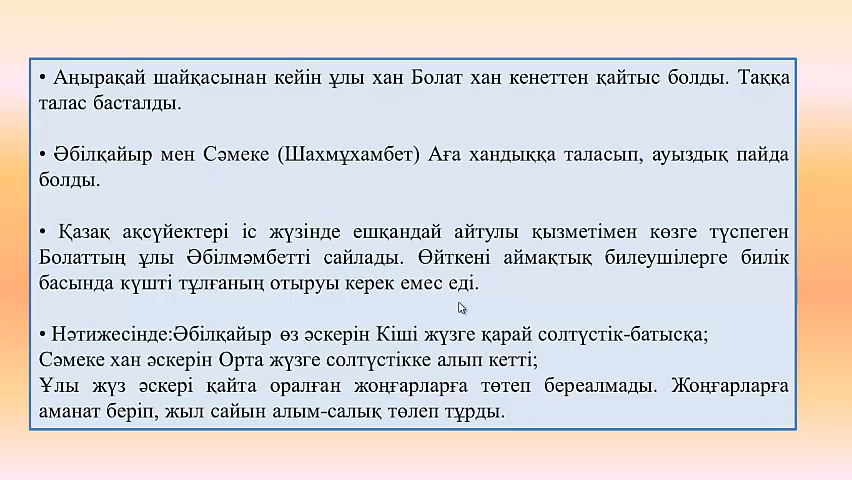 • Аңырақай шайқасынан кейін ұлы хан Болат хан кенеттен қайтыс болды. Таққа
талас басталды.
• Әбілқайыр мен Сәмеке (Шахмұхамбет) Аға хандыққа таласып, ауыздық пайда
болды.
• Қазақ ақсүйектері іс жүзінде ешқандай айтулы қызметімен көзге түспеген
Болаттың ұлы Әбілмәмбетті сайлады. Өйткені аймақтық билеушілерге билік
басында күшті тұлғаның отыруы керек емес еді.
• Нәтижесінде:Әбілқайыр өз әскерін Кіші жүзге қарай солтүстік-батысқа;
Сәмеке хан әскерін Орта жүзге солтүстікке алып кетті;
Ұлы жүз әскері қайта оралған жоңғарларға төтеп береалмады. Жоңғарларға
аманат беріп, жыл сайын алым-салық төлеп тұрды.